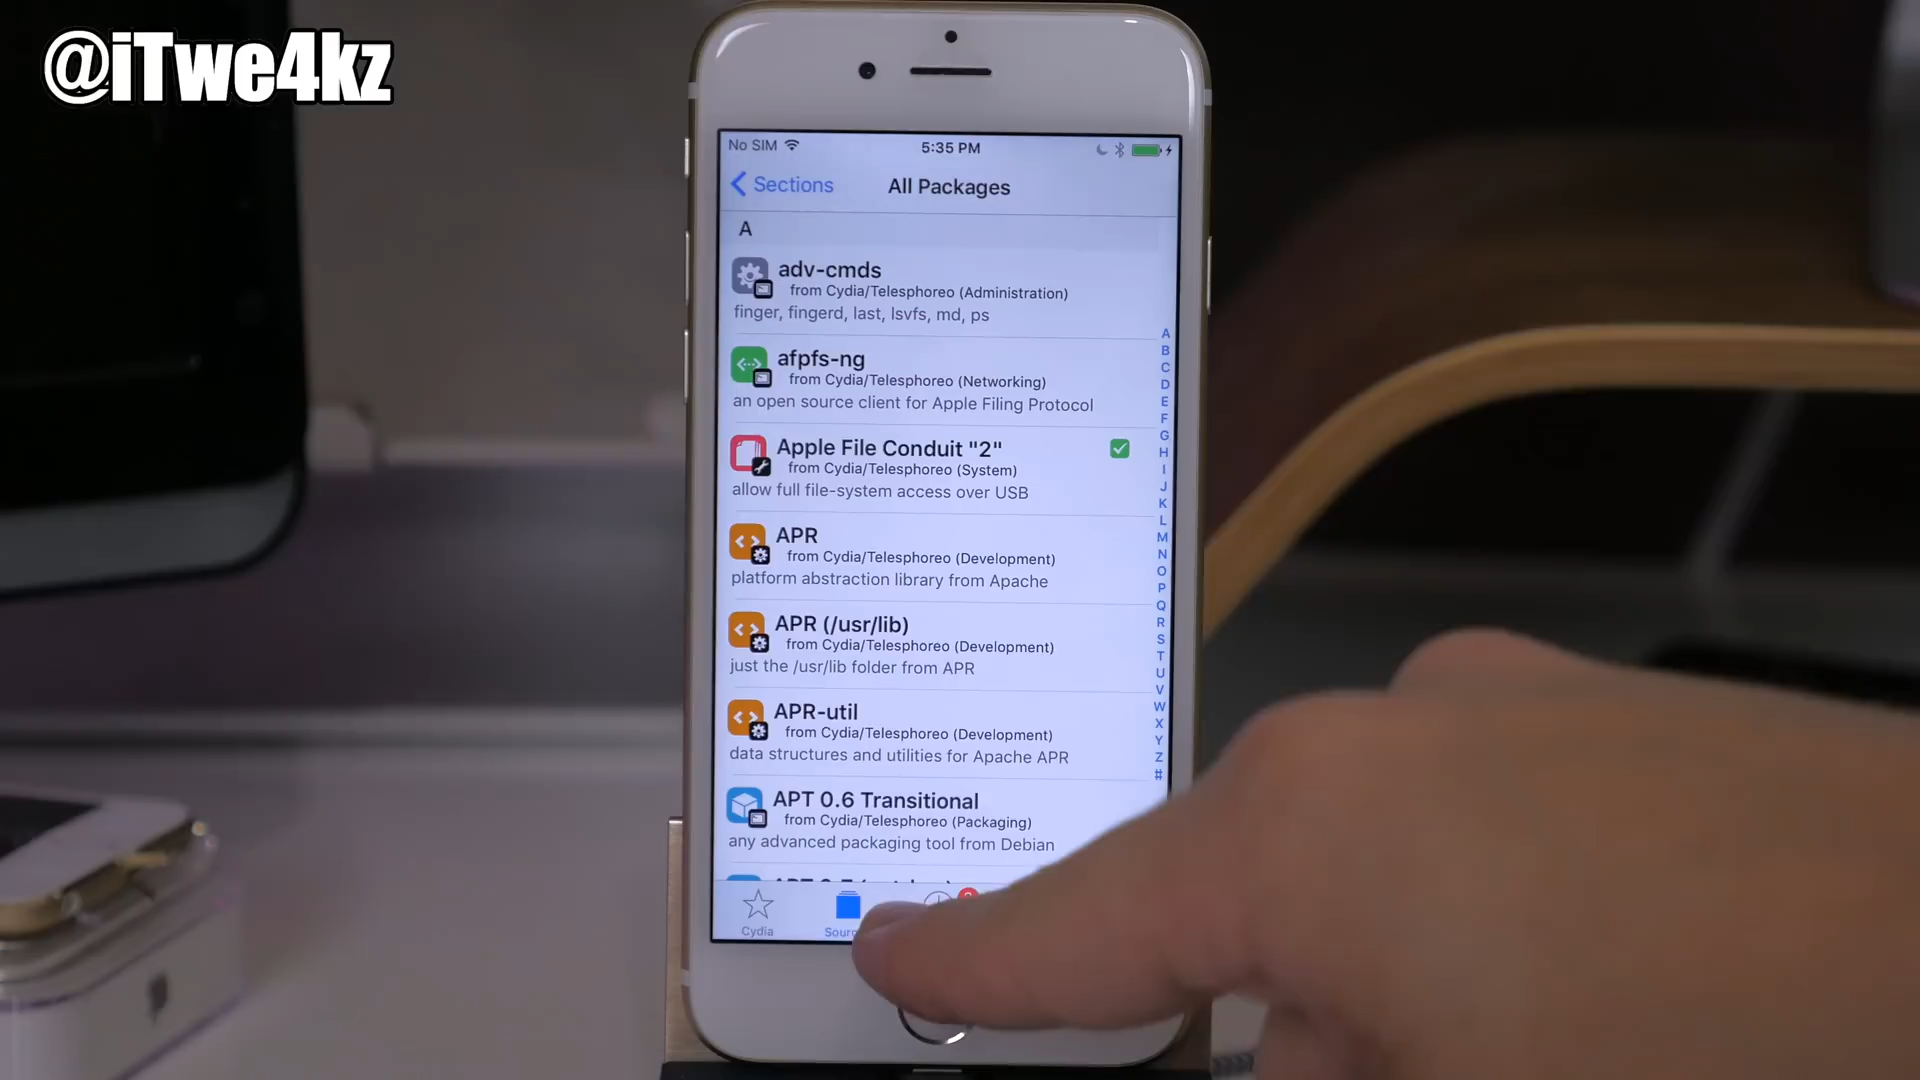 @iTwe4kz
No SIM 5:35 PM
Sections All Packages
A
adv-cmds
from Cydia/Telesphoreo (Administration)
finger, fingerd, last, lsvfs, md, ps
afpfs-ng
from Cydia/Telesphoreo (Networking)
an open source client for Apple Filing Protocol
Apple File Conduit "2"
from Cydia/Telesphoreo (System)
allow full file-system access over USB
APR
from Cydia/Telesphoreo (Development)
platform abstraction library from Apache
APR (/usr/lib)
from Cydia/Telesphoreo (Development)
just the /usr/lib folder from APR
APR-util
from Cydia/Telesphoreo (Development)
data structures and utilities for Apache APR
APT 0.6 Transitional
from Cydia/Telesphoreo (Packaging)
any advanced packaging tool from Debian
A
B
C
D
E
F
G
H
I
J
K
L
M
N
O
P
Q
R
S
T
U
V
W
X
Y
Z
#
Cydia